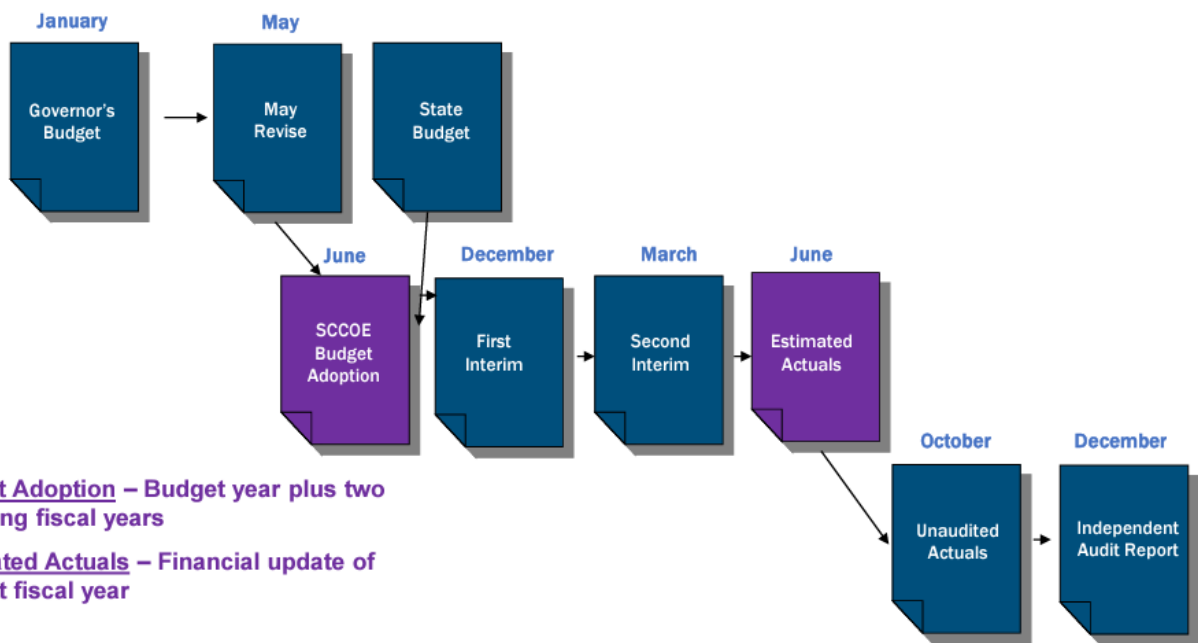 January
May
Governor's
Budget
May
Revise
State
Budget
June
December
March
June
SCCOE
Budget
Adoption
First
Interim
Second
Interim
Estimated
Actuals
October
December
Unaudited
Actuals
Independent
Audit Report
Adoption – Budget year plus two
fiscal years
Actuals – Financial update of
fiscal year